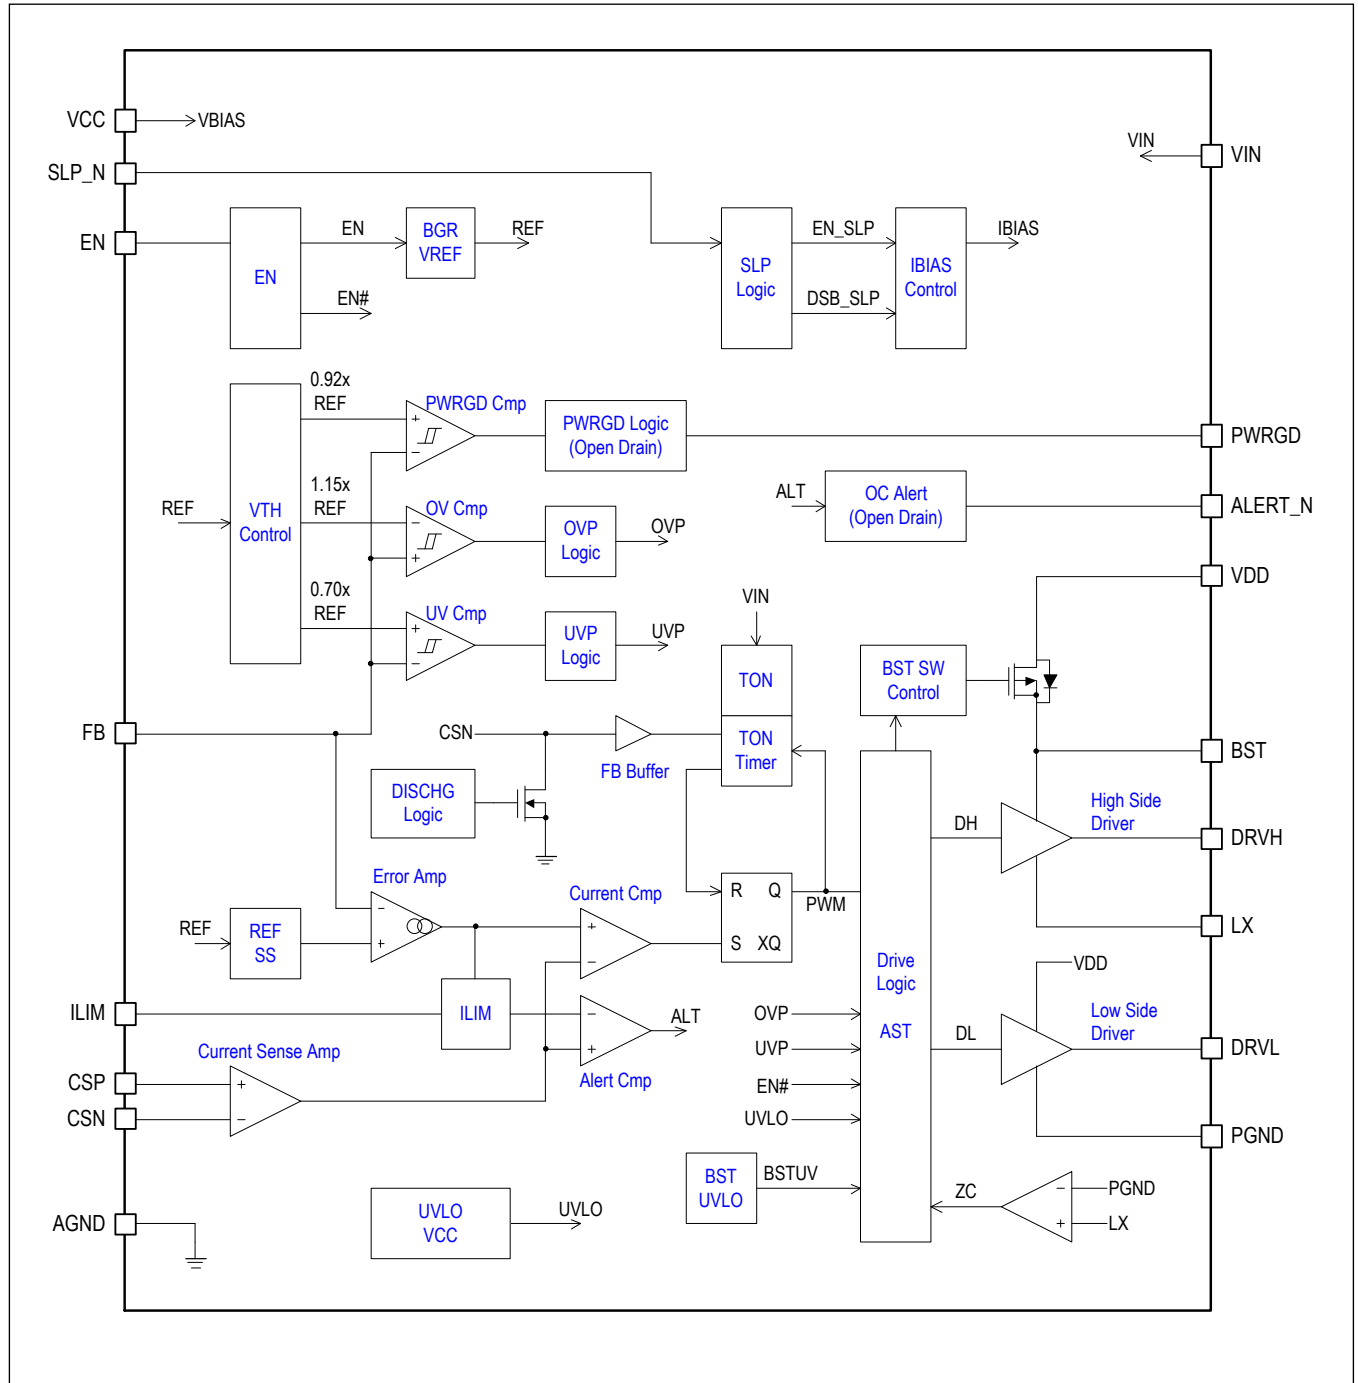 VCC
VBIAS
VIN
VIN
SLP_N
EN
EN
EN
EN#
BGR
VREF
REF
SLP
Logic
EN_SLP
DSB_SLP
IBIAS
Control
IBIAS
0.92x
REF
PWRGD Cmp
+
−
PWRGD Logic
(Open Drain)
PWRGD
REF
VTH
Control
1.15x
REF
OV Cmp
−
+
OVP
Logic
OVP
ALT
OC Alert
(Open Drain)
ALERT_N
VDD
0.70x
REF
UV Cmp
+
−
UVP
Logic
UVP
VIN
TON
TON
Timer
BST SW
Control
FB
CSN
FB Buffer
BST
DISCHG
Logic
High Side
Driver
DH
DRVH
Error Amp
−
+
REF
REF
SS
Current Cmp
+
−
R
Q
S
XQ
PWM
LX
Drive
Logic
AST
VDD
ILIM
ILIM
−
+
ALT
Alert Cmp
OVP
UVP
EN#
UVLO
DL
Low Side
Driver
DRVL
Current Sense Amp
CSP
+
CSN
−
PGND
BST
UVLO
BSTUV
ZC
−
+
PGND
LX
AGND
UVLO
VCC
UVLO